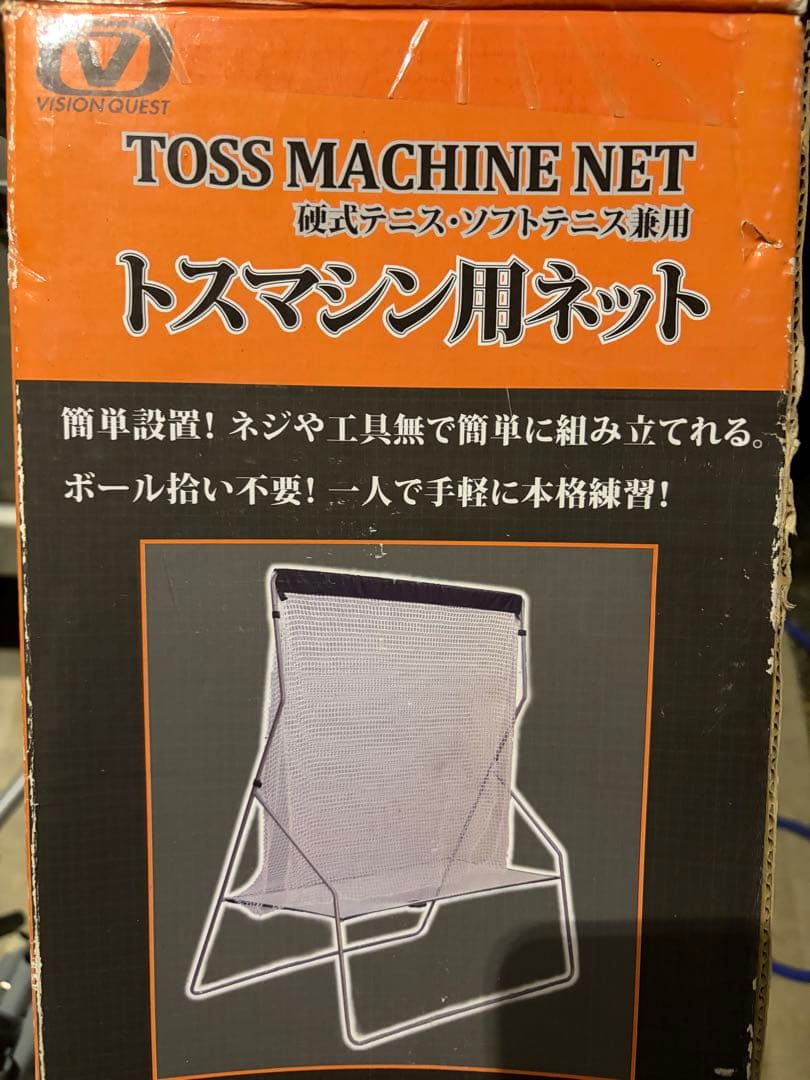 V
VISION QUEST
TOSS MACHINE NET
硬式テニス・ソフトテニス兼用
トスマシン用ネット
簡単設置！ネジや工具無で簡単に組み立てれる。
ボール拾い不要！一人で手軽に本格練習！